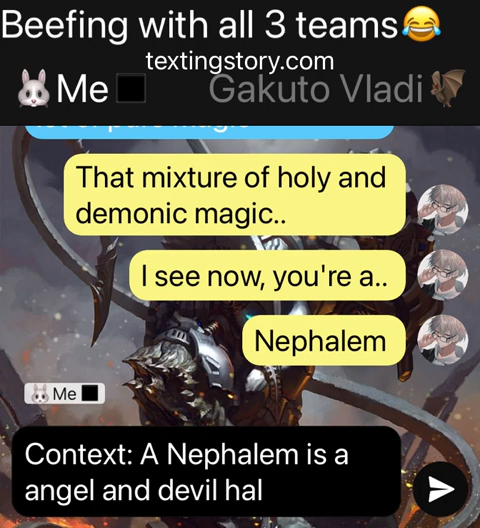 Beefing with all 3 teams😂
textingstory.com
🐰Me⬛ Gakuto Vladi🦇
That mixture of holy and
demonic magic..
I see now, you're a..
Nephalem
🐰Me⬛
Context: A Nephalem is a
angel and devil hal